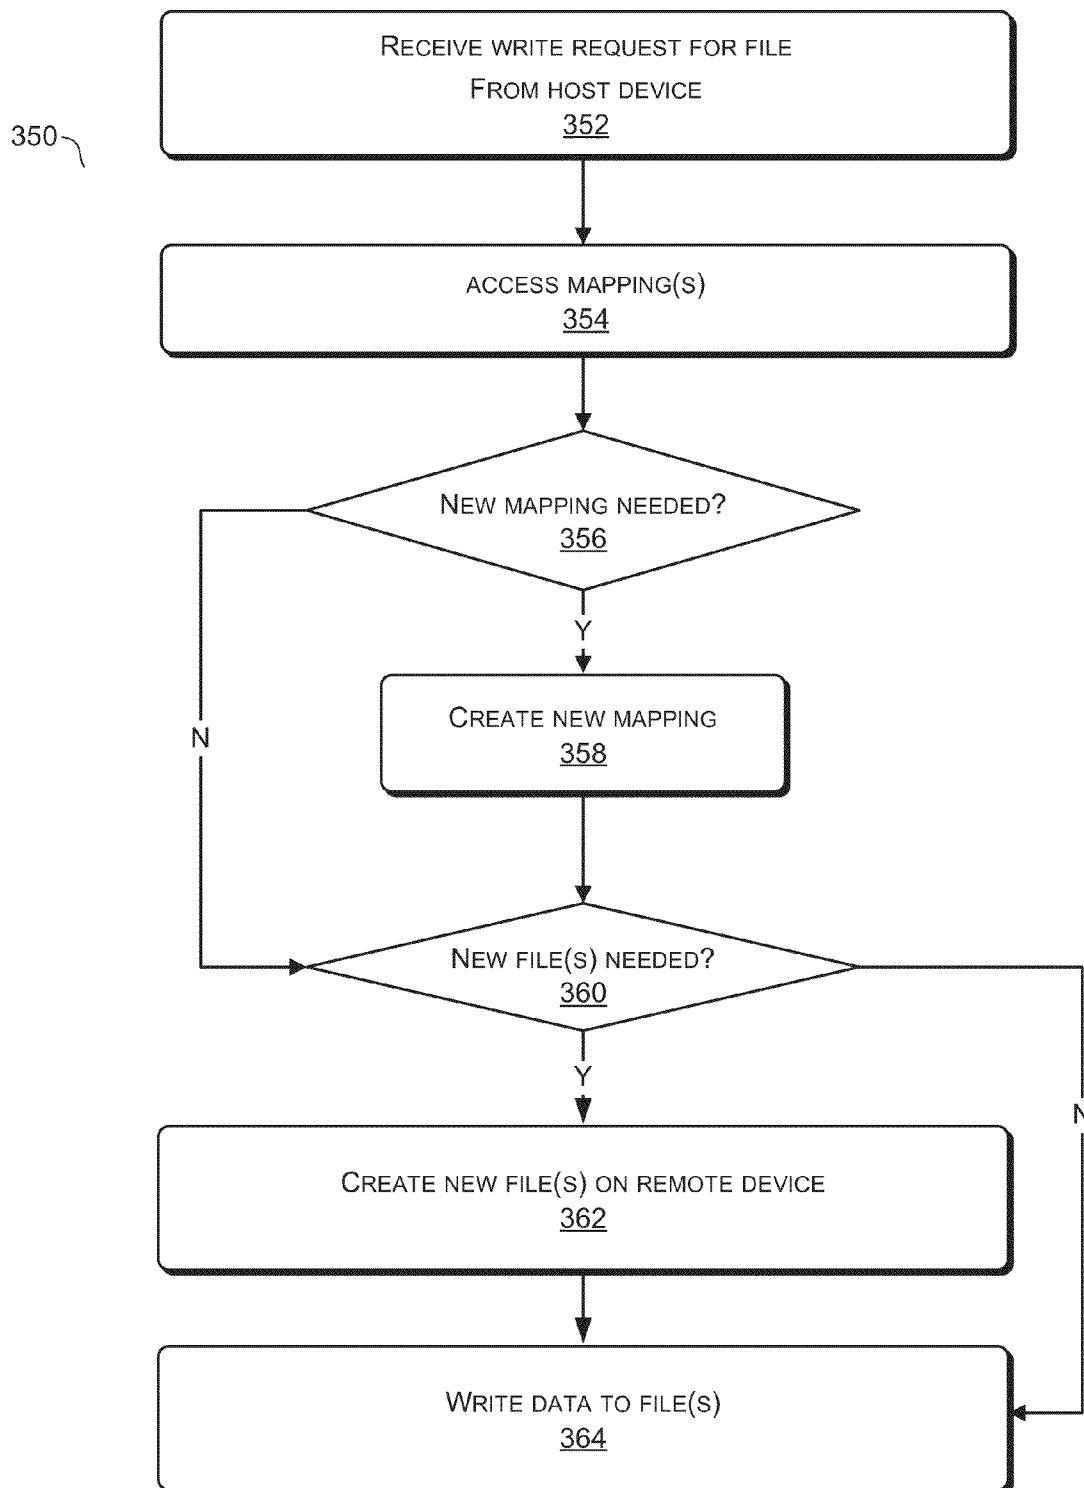 RECEIVE WRITE REQUEST FOR FILE
FROM HOST DEVICE
352
350
ACCESS MAPPING(S)
354
NEW MAPPING NEEDED?
356
Y
CREATE NEW MAPPING
358
N
NEW FILE(S) NEEDED?
360
Y
N
CREATE NEW FILE(S) ON REMOTE DEVICE
362
WRITE DATA TO FILE(S)
364